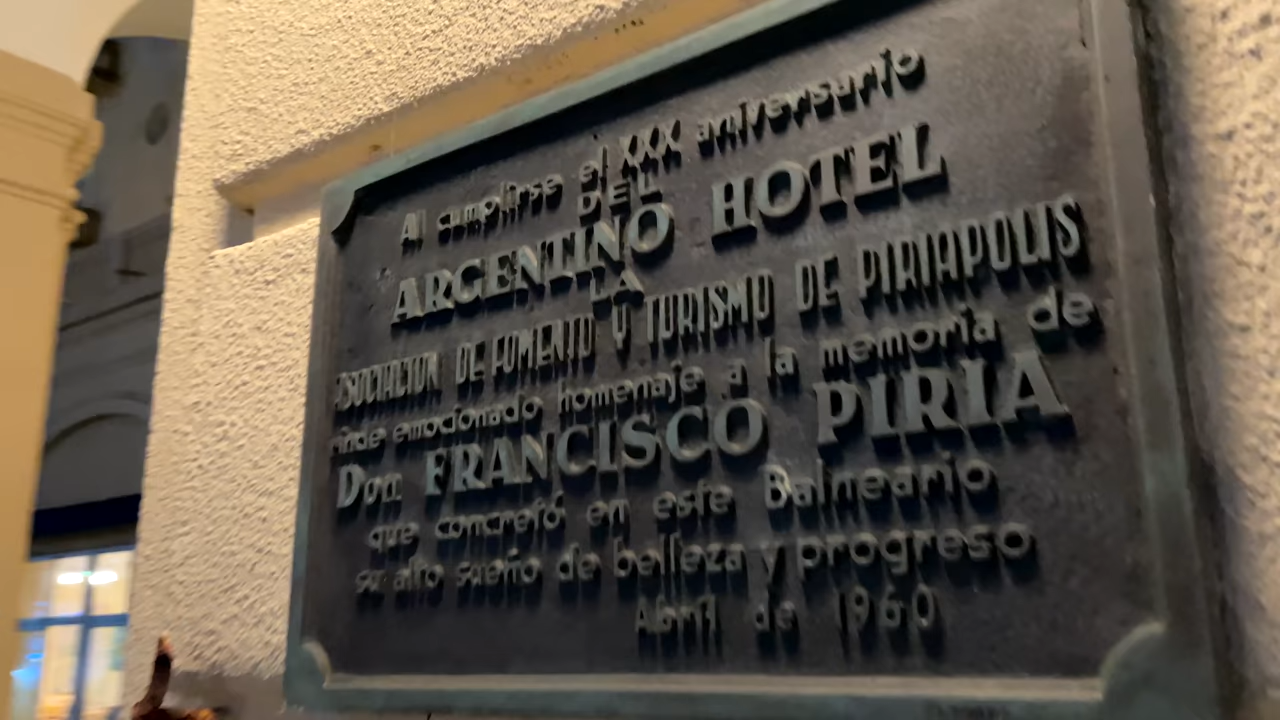 Al cumplirse el XXX aniversario
DEL
ARGENTINO HOTEL
LA
ASOCIACION DE FOMENTO Y TURISMO DE PIRIAPOLIS
rinde emocionado homenaje a la memoria de
Don FRANCISCO PIRIA
que concretó en este Balneario
su alto sueño de belleza y progreso
Abril de 1960